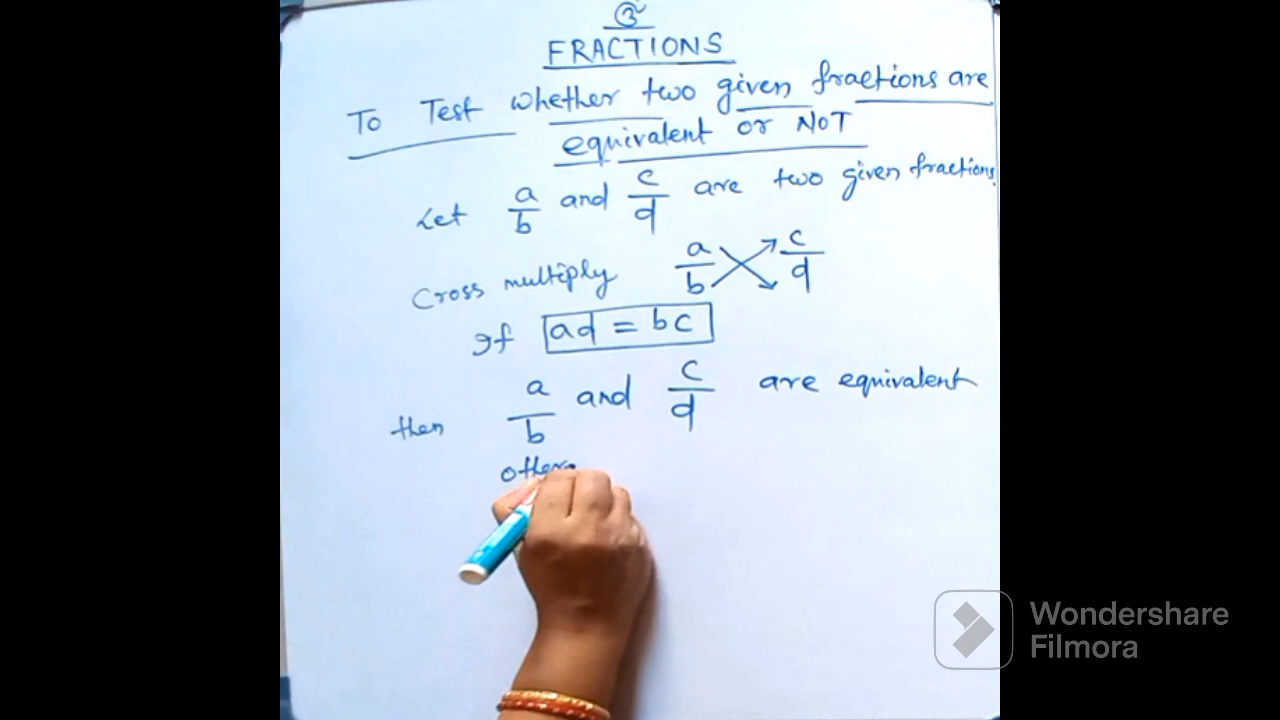 3
FRACTIONS
To Test whether two given fractions are
equivalent or NOT
Let a/b and c/d are two given fractions.
Cross multiply a/b c/d
If ad = bc
then a/b and c/d are equivalent
other
Wondershare
Filmora